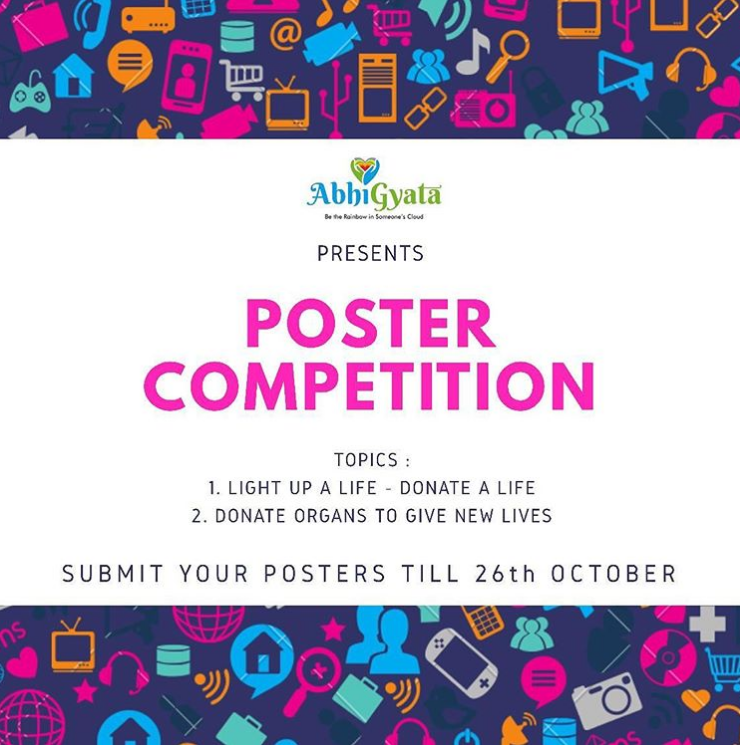 AbhiGyata
Be the Rainbow in Someone's Cloud
PRESENTS
POSTER
COMPETITION
TOPICS :
1. LIGHT UP A LIFE - DONATE A LIFE
2. DONATE ORGANS TO GIVE NEW LIVES
SUBMIT YOUR POSTERS TILL 26th OCTOBER